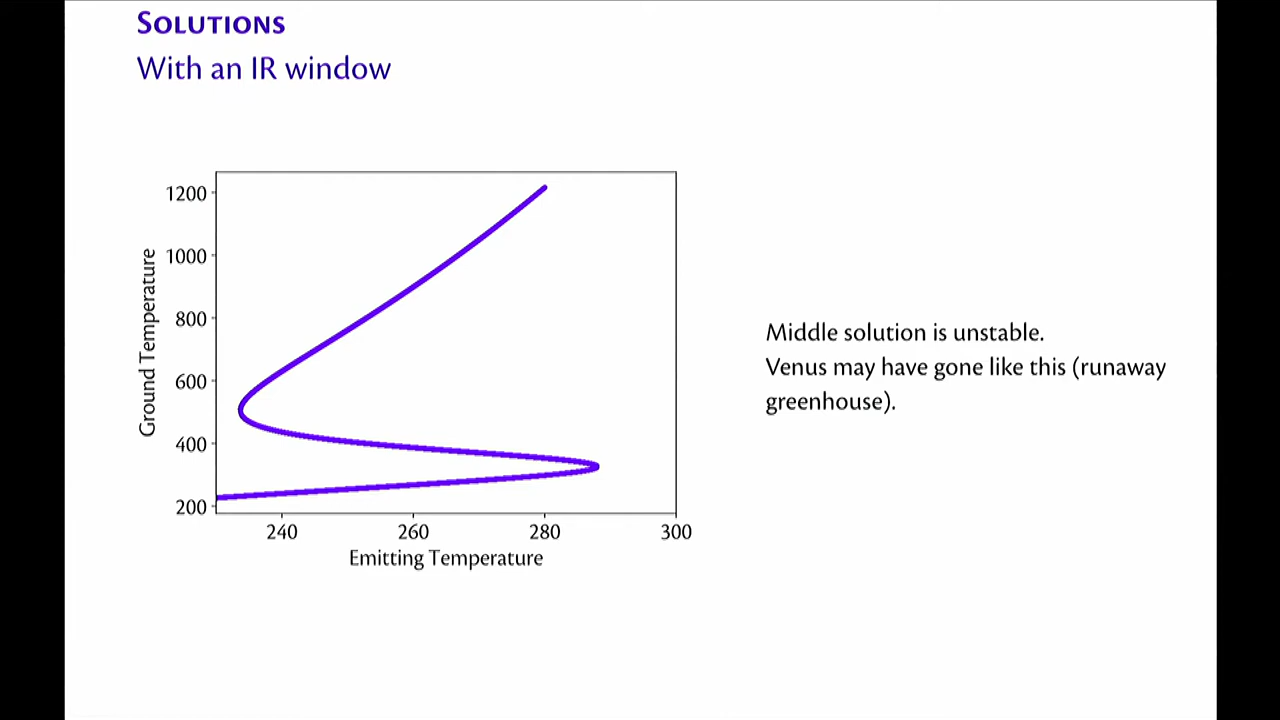 SOLUTIONS
With an IR window
1200
1000
800
600
400
200
Ground Temperature
240 260 280 300
Emitting Temperature
Middle solution is unstable.
Venus may have gone like this (runaway
greenhouse).